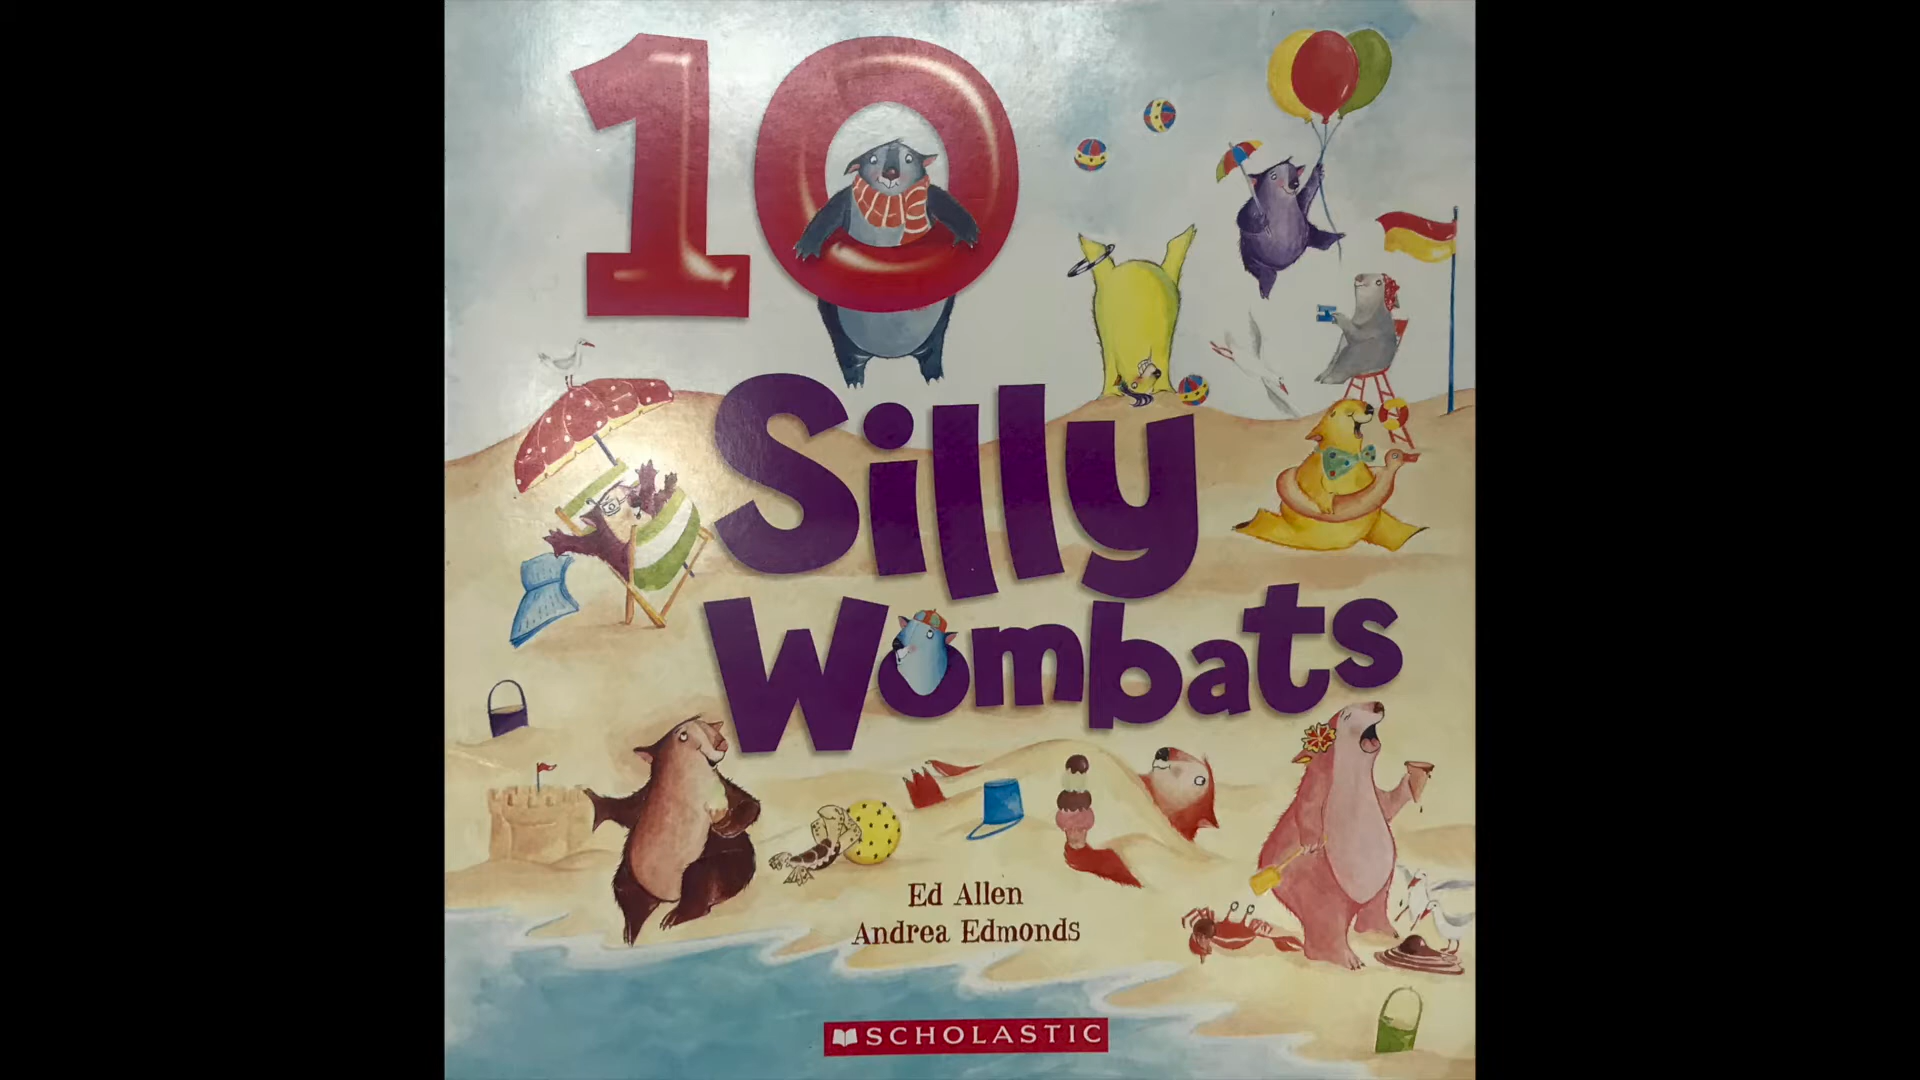 10
Silly
Wombats
Ed Allen
Andrea Edmonds
SCHOLASTIC